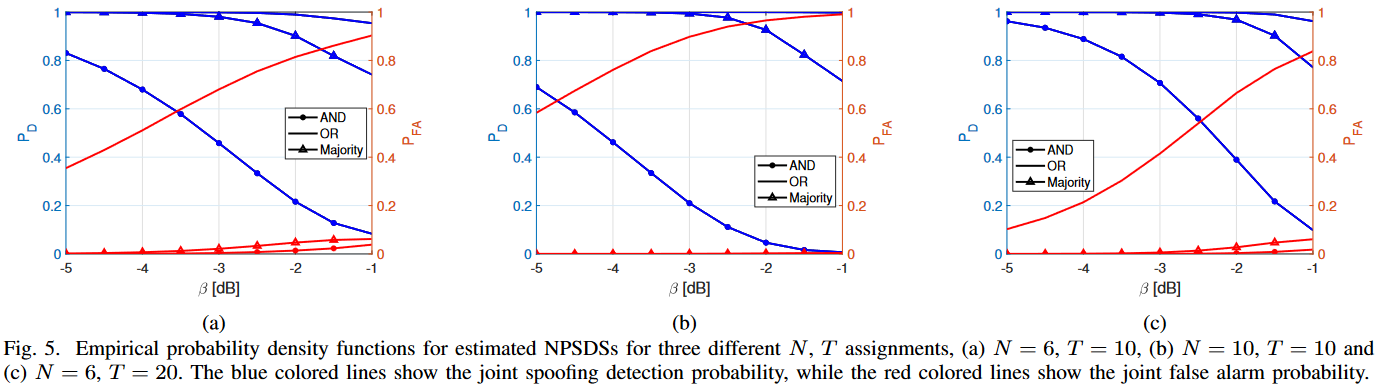 1
0.8
0.6
0.4
0.2
0
P_D
AND
OR
Majority
1
0.8
0.6
0.4
0.2
0
P_FA
-5 -4 -3 -2 -1
β [dB]
(a)
1
0.8
0.6
0.4
0.2
0
P_D
AND
OR
Majority
1
0.8
0.6
0.4
0.2
0
P_FA
-5 -4 -3 -2 -1
β [dB]
(b)
1
0.8
0.6
0.4
0.2
0
P_D
AND
OR
Majority
1
0.8
0.6
0.4
0.2
0
P_FA
-5 -4 -3 -2 -1
β [dB]
(c)
Fig. 5. Empirical probability density functions for estimated NPSDSs for three different N, T assignments, (a) N = 6, T = 10, (b) N = 10, T = 10 and
(c) N = 6, T = 20. The blue colored lines show the joint spoofing detection probability, while the red colored lines show the joint false alarm probability.